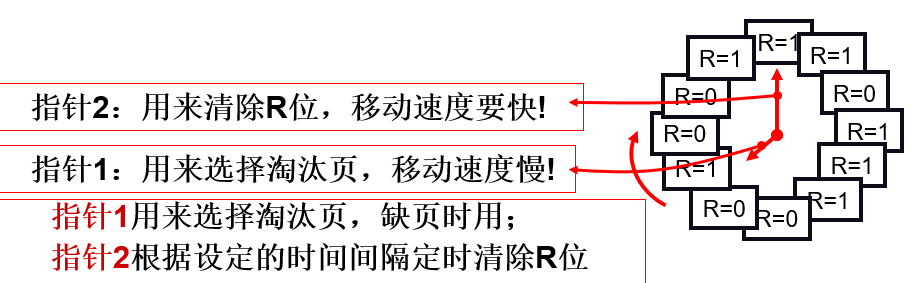 R=1
R=1
R=1
指针2：用来清除R位，移动速度要快!
R=0
R=0
R=0
R=1
指针1：用来选择淘汰页，移动速度慢!
R=1
R=1
指针1用来选择淘汰页，缺页时用；
R=0
R=0
R=1
指针2根据设定的时间间隔定时清除R位